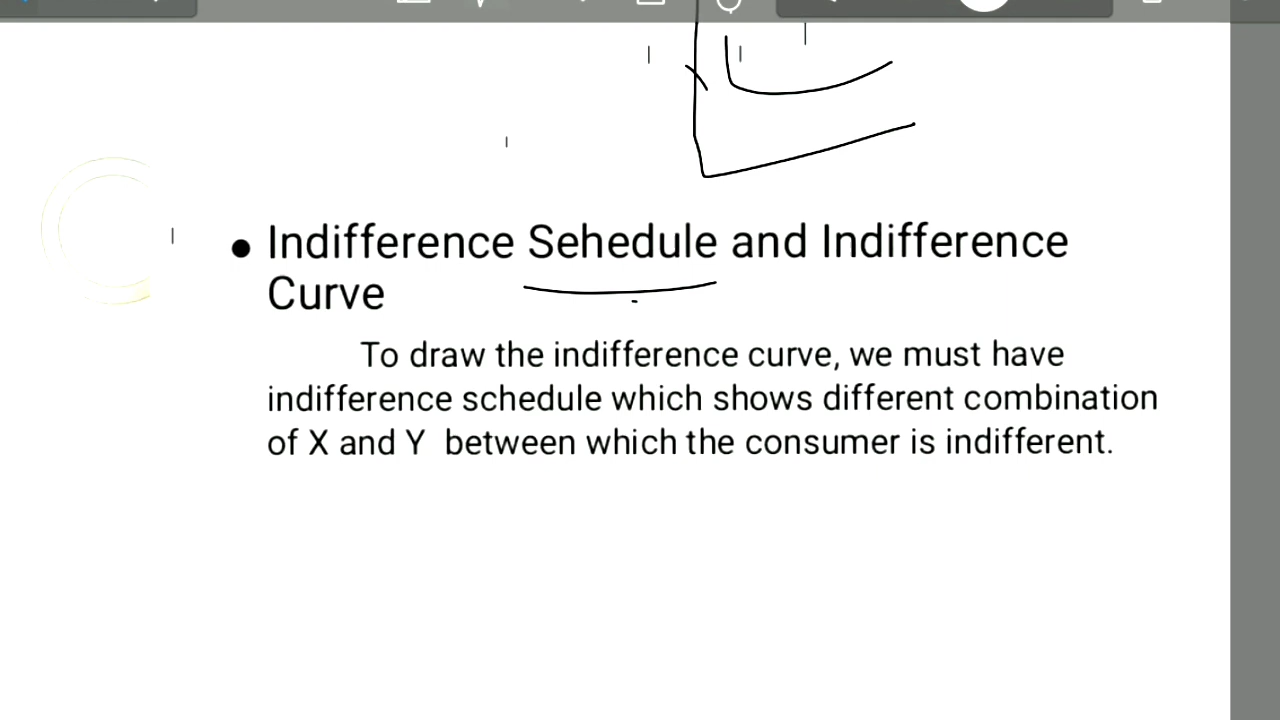 ● Indifference Sehedule and Indifference
Curve
To draw the indifference curve, we must have
indifference schedule which shows different combination
of X and Y between which the consumer is indifferent.